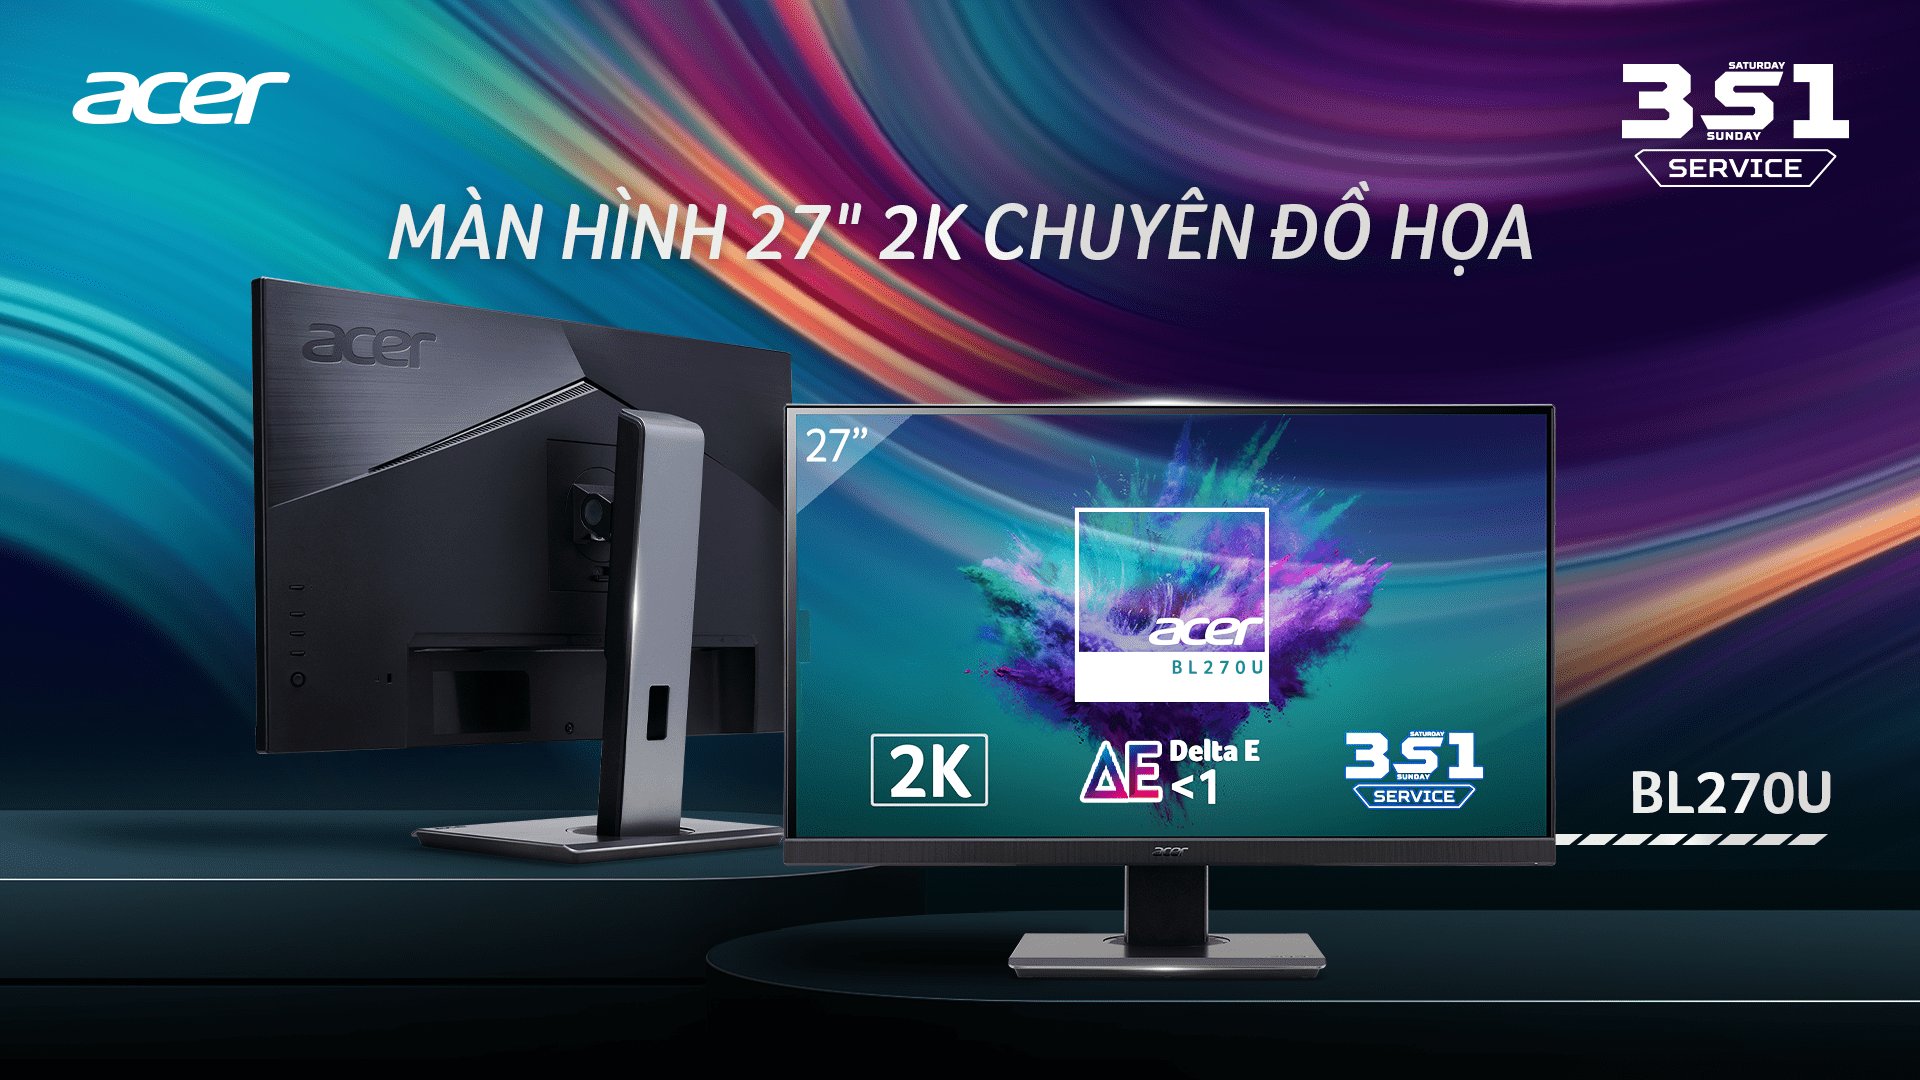 acer
SATURDAY
3S1
SUNDAY
SERVICE
MÀN HÌNH 27" 2K CHUYÊN ĐỒ HỌA
acer
27”
acer
BL270U
2K
ΔE Delta E
<1
SATURDAY
3S1
SUNDAY
SERVICE
BL270U
acer